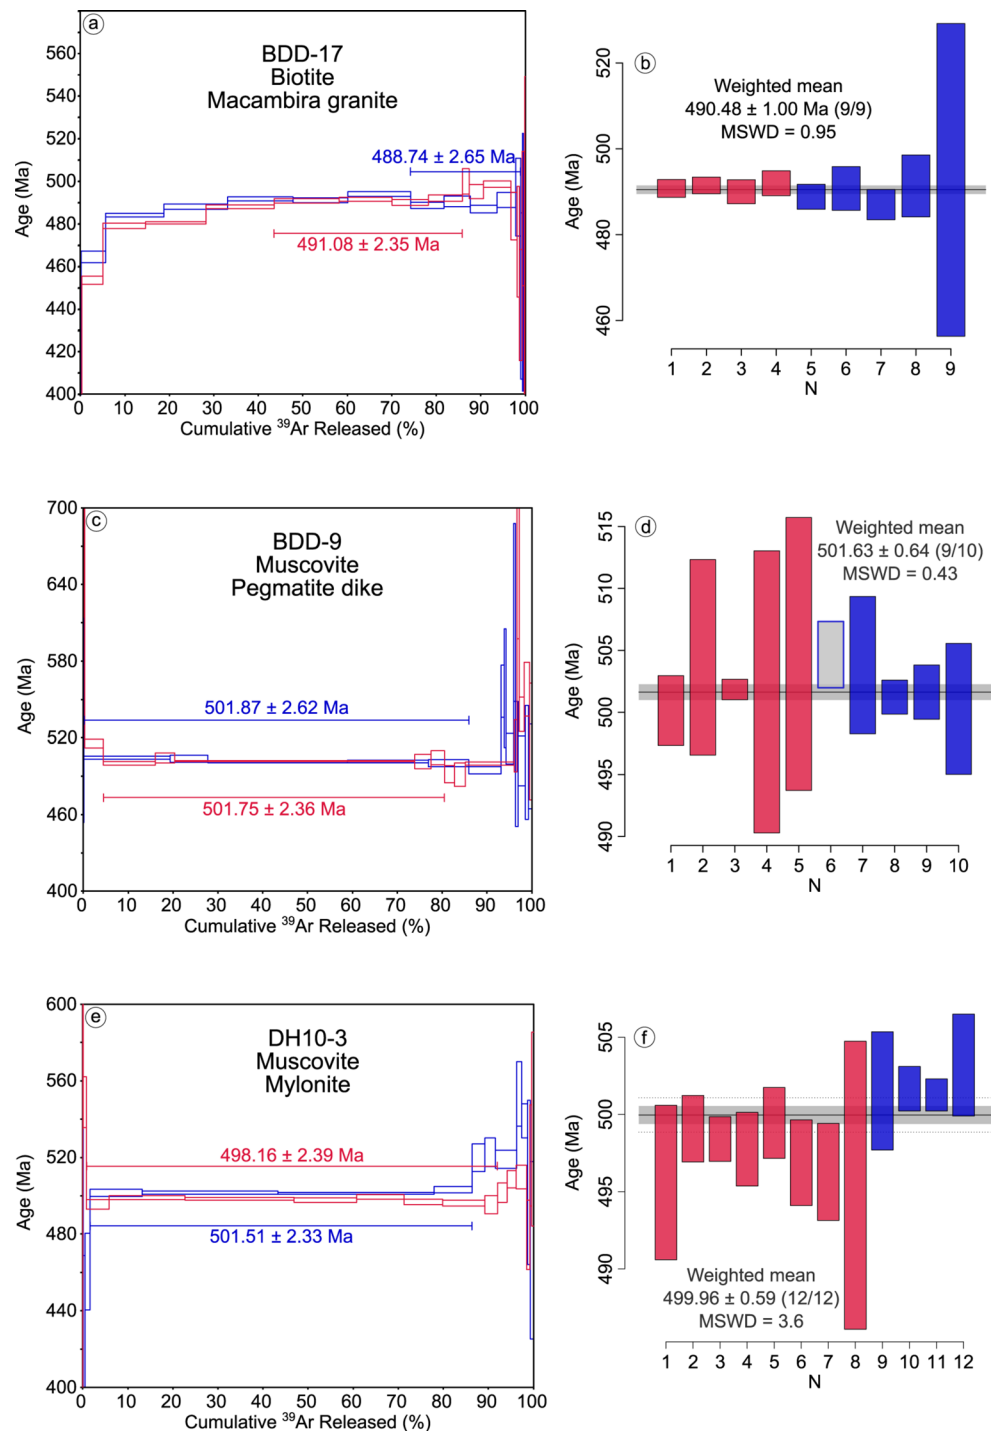 a
BDD-17
Biotite
Macambira granite
488.74 ± 2.65 Ma
491.08 ± 2.35 Ma
Age (Ma)
560
540
520
500
480
460
440
420
400
0 10 20 30 40 50 60 70 80 90 100
Cumulative ³⁹Ar Released (%)
b
Weighted mean
490.48 ± 1.00 Ma (9/9)
MSWD = 0.95
Age (Ma)
520
500
480
460
1 2 3 4 5 6 7 8 9
N
c
BDD-9
Muscovite
Pegmatite dike
501.87 ± 2.62 Ma
501.75 ± 2.36 Ma
Age (Ma)
700
640
580
520
460
400
0 10 20 30 40 50 60 70 80 90 100
Cumulative ³⁹Ar Released (%)
d
Weighted mean
501.63 ± 0.64 (9/10)
MSWD = 0.43
Age (Ma)
515
510
505
500
495
490
1 2 3 4 5 6 7 8 9 10
N
e
DH10-3
Muscovite
Mylonite
498.16 ± 2.39 Ma
501.51 ± 2.33 Ma
Age (Ma)
600
560
520
480
440
400
0 10 20 30 40 50 60 70 80 90 100
Cumulative ³⁹Ar Released (%)
f
Age (Ma)
505
500
495
490
Weighted mean
499.96 ± 0.59 (12/12)
MSWD = 3.6
1 2 3 4 5 6 7 8 9 10 11 12
N